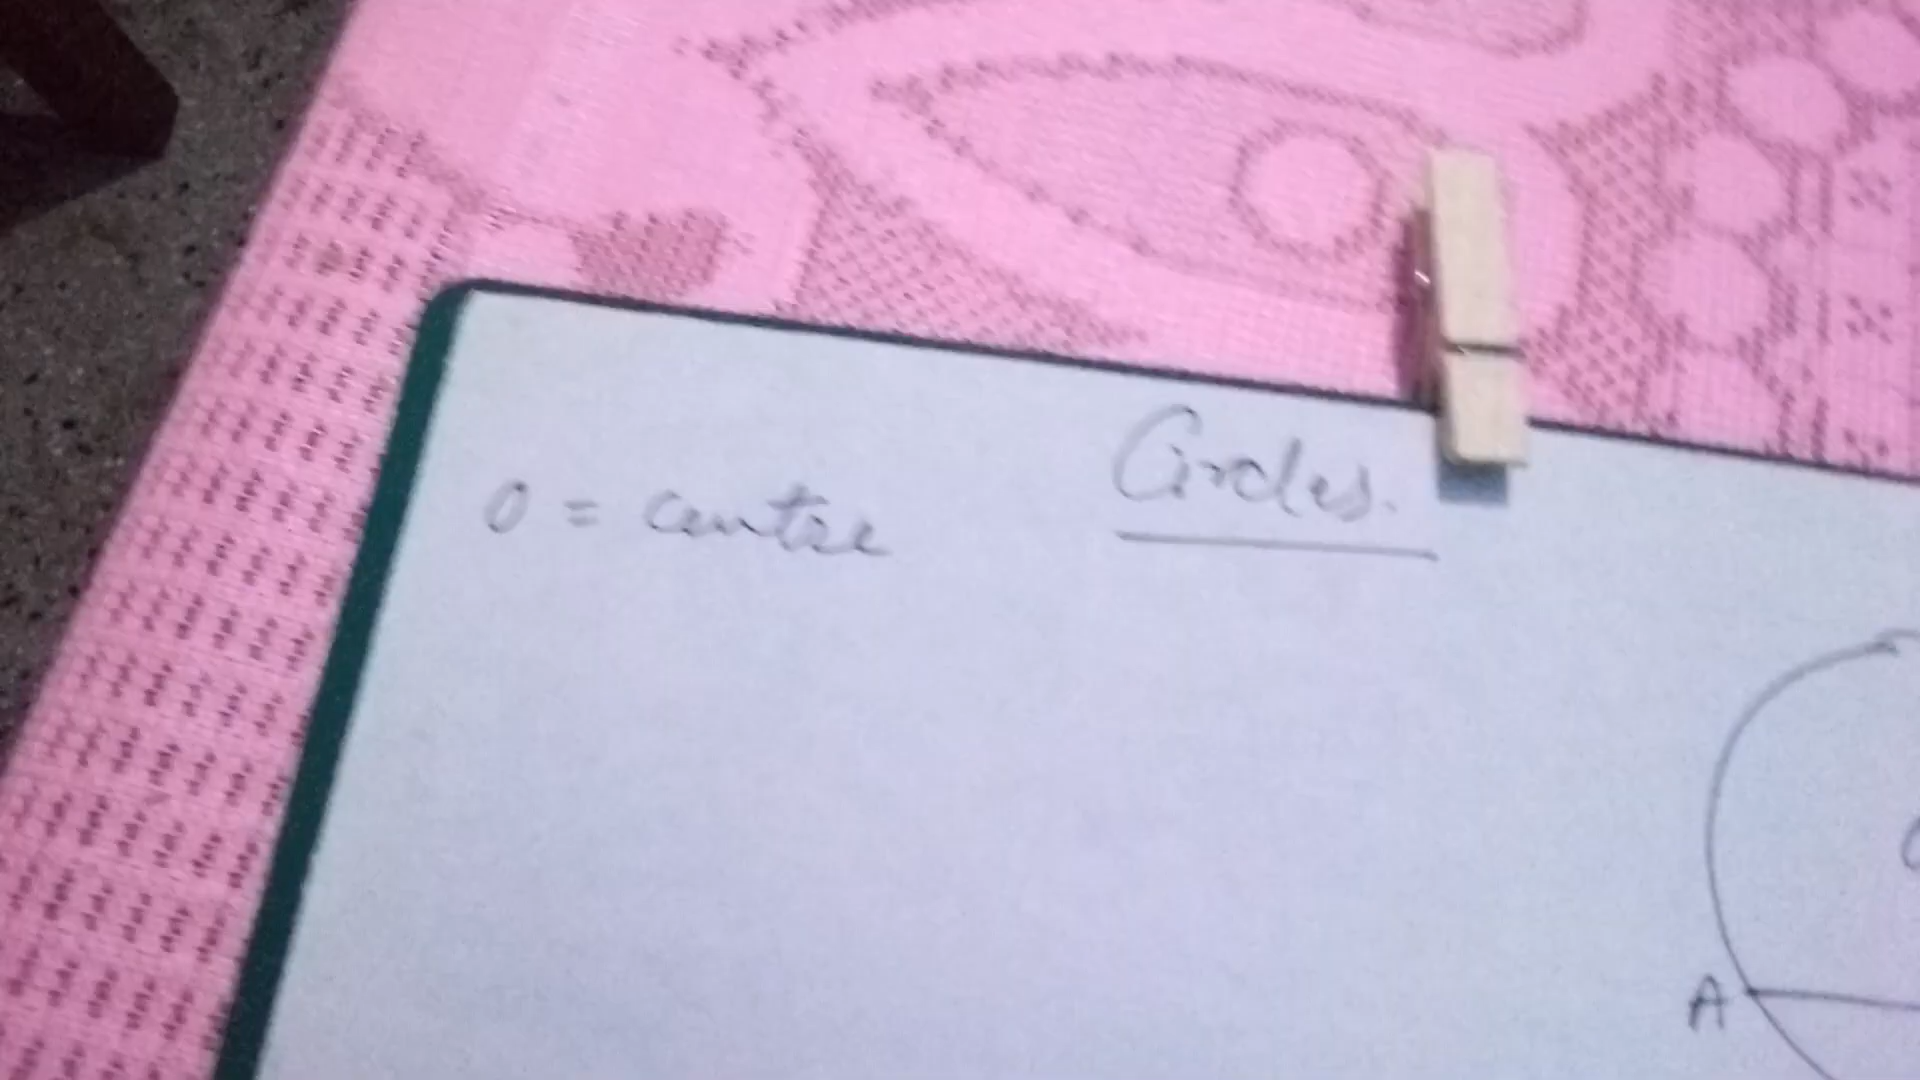 Circles.
O = centre
A